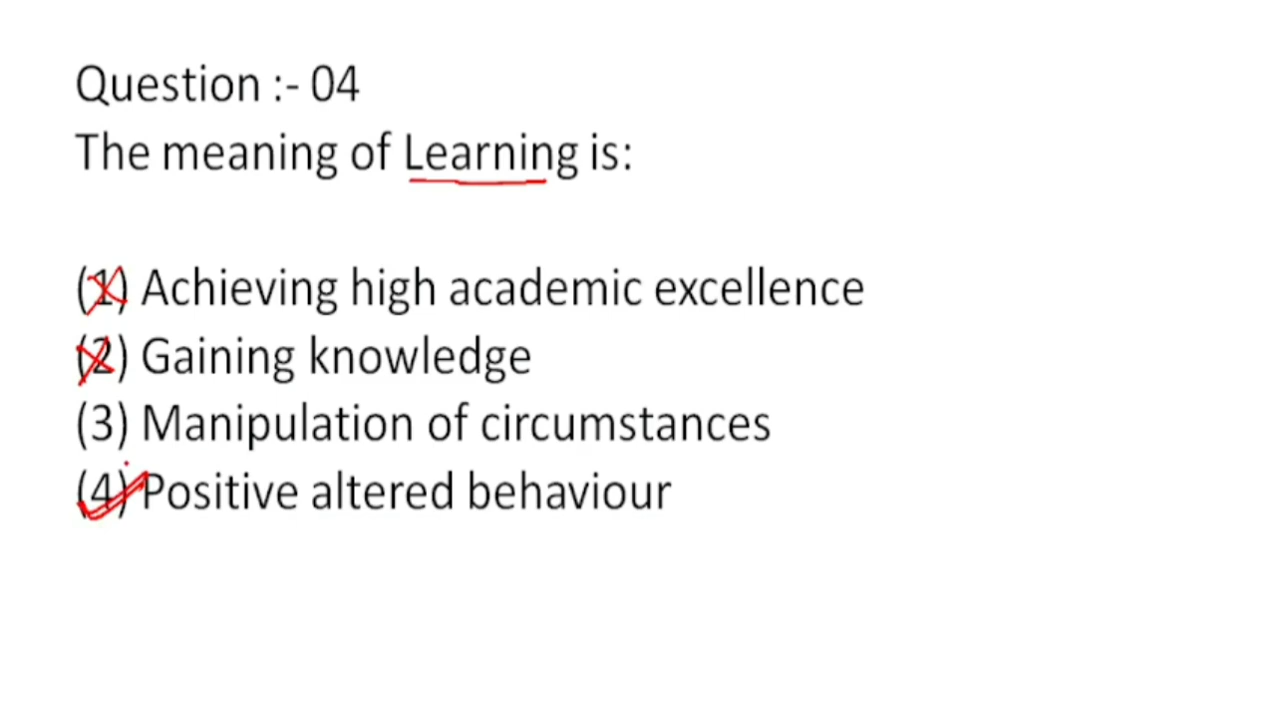 Question :- 04
The meaning of Learning is:
(1) Achieving high academic excellence
(2) Gaining knowledge
(3) Manipulation of circumstances
(4) Positive altered behaviour